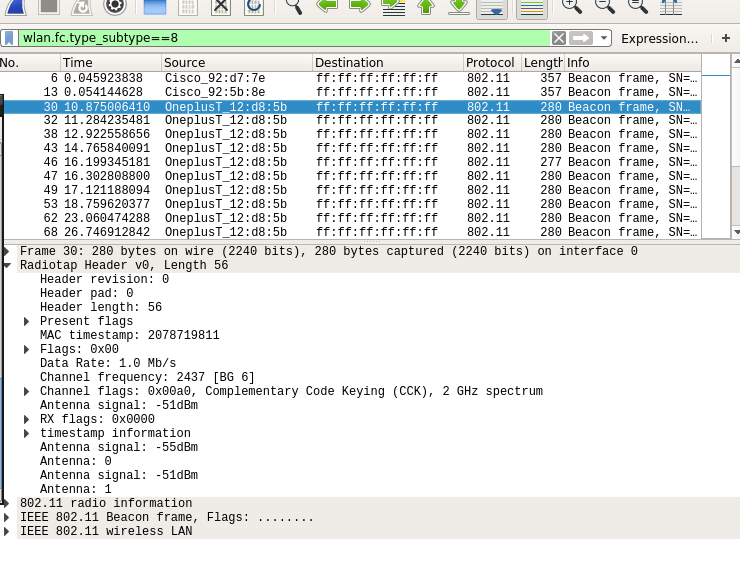 wlan.fc.type_subtype==8 Expression… +
No. Time Source Destination Protocol Length Info
6 0.045923838 Cisco_92:d7:7e ff:ff:ff:ff:ff:ff 802.11 357 Beacon frame, SN=…
13 0.054144628 Cisco_92:5b:8e ff:ff:ff:ff:ff:ff 802.11 357 Beacon frame, SN=…
30 10.875006410 OneplusT_12:d8:5b ff:ff:ff:ff:ff:ff 802.11 280 Beacon frame, SN…
32 11.284235481 OneplusT_12:d8:5b ff:ff:ff:ff:ff:ff 802.11 280 Beacon frame, SN=…
38 12.922558656 OneplusT_12:d8:5b ff:ff:ff:ff:ff:ff 802.11 280 Beacon frame, SN=…
43 14.765840091 OneplusT_12:d8:5b ff:ff:ff:ff:ff:ff 802.11 280 Beacon frame, SN=…
46 16.199345181 OneplusT_12:d8:5b ff:ff:ff:ff:ff:ff 802.11 277 Beacon frame, SN=…
47 16.302808800 OneplusT_12:d8:5b ff:ff:ff:ff:ff:ff 802.11 280 Beacon frame, SN=…
49 17.121188094 OneplusT_12:d8:5b ff:ff:ff:ff:ff:ff 802.11 280 Beacon frame, SN=…
53 18.759620377 OneplusT_12:d8:5b ff:ff:ff:ff:ff:ff 802.11 280 Beacon frame, SN=…
62 23.060474288 OneplusT_12:d8:5b ff:ff:ff:ff:ff:ff 802.11 280 Beacon frame, SN=…
68 26.746912842 OneplusT_12:d8:5b ff:ff:ff:ff:ff:ff 802.11 280 Beacon frame, SN=…
Frame 30: 280 bytes on wire (2240 bits), 280 bytes captured (2240 bits) on interface 0
Radiotap Header v0, Length 56
Header revision: 0
Header pad: 0
Header length: 56
Present flags
MAC timestamp: 2078719811
Flags: 0x00
Data Rate: 1.0 Mb/s
Channel frequency: 2437 [BG 6]
Channel flags: 0x00a0, Complementary Code Keying (CCK), 2 GHz spectrum
Antenna signal: -51dBm
RX flags: 0x0000
timestamp information
Antenna signal: -55dBm
Antenna: 0
Antenna signal: -51dBm
Antenna: 1
802.11 radio information
IEEE 802.11 Beacon frame, Flags: ........
IEEE 802.11 wireless LAN